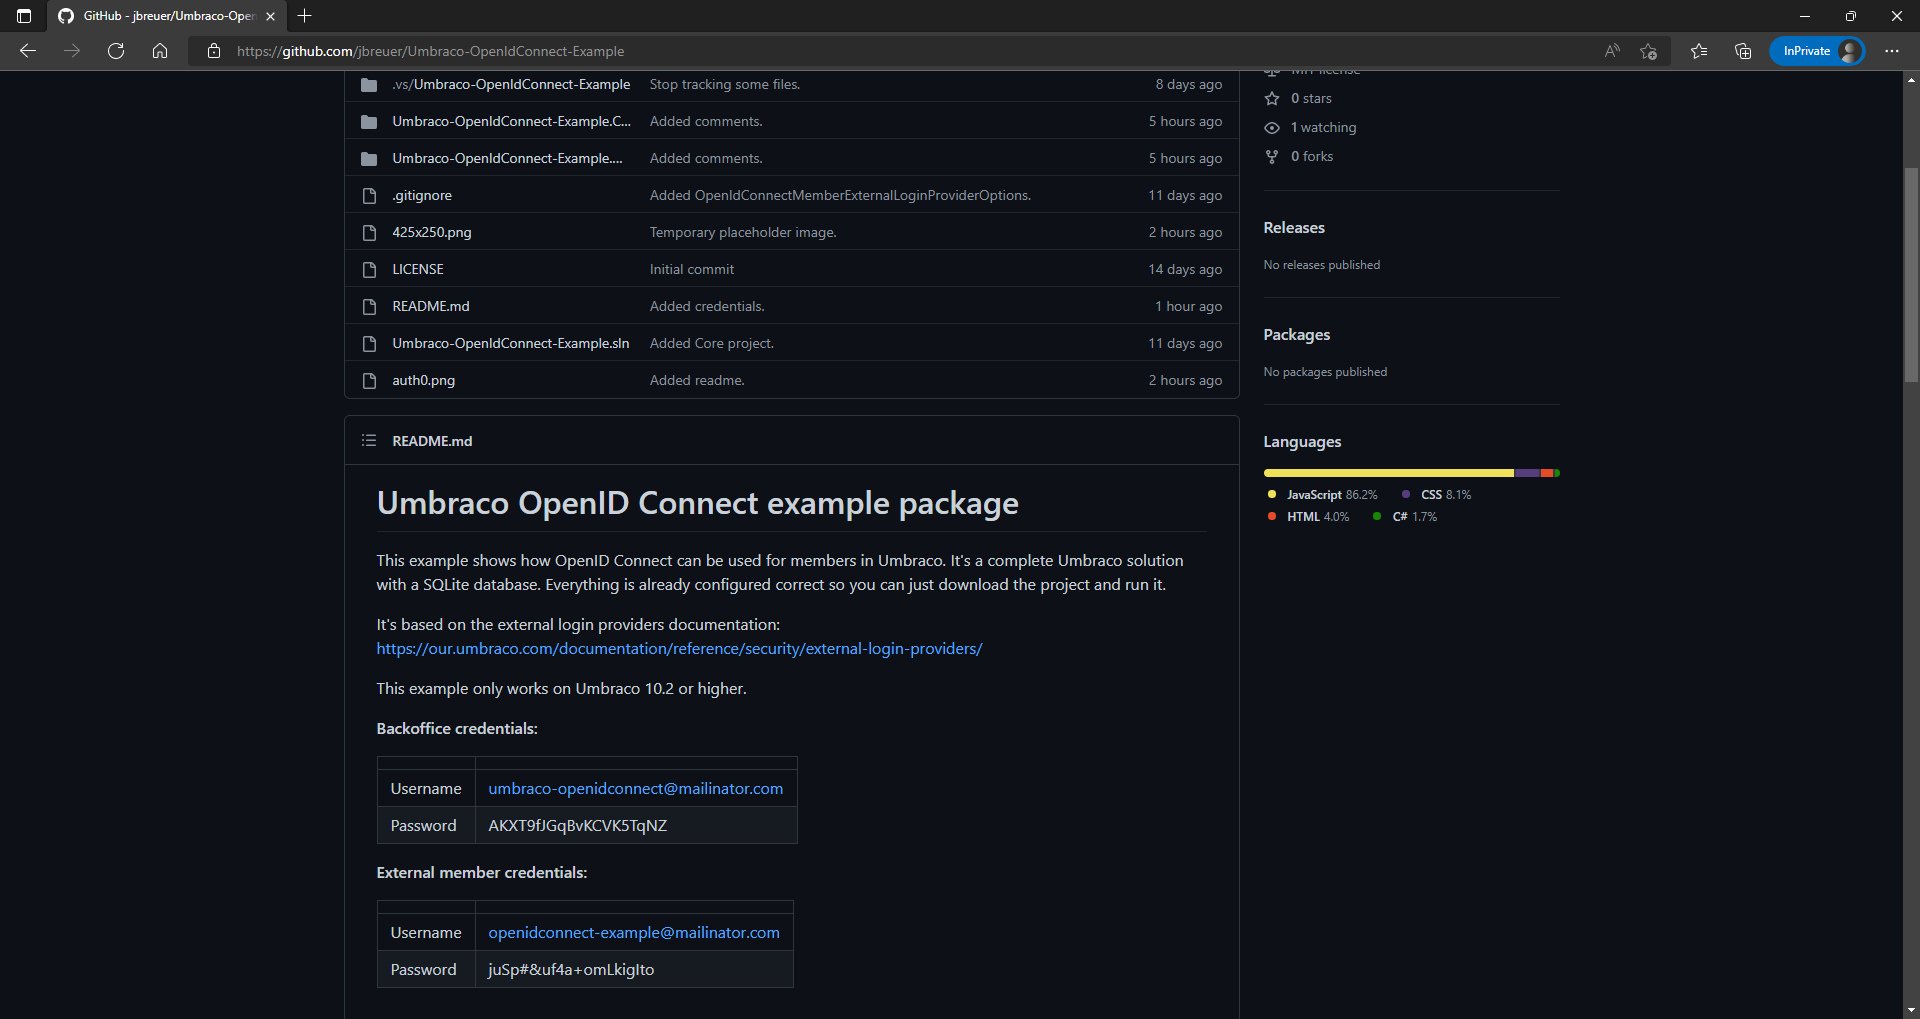 GitHub - jbreuer/Umbraco-Open
https://github.com/jbreuer/Umbraco-OpenIdConnect-Example
InPrivate
.vs/Umbraco-OpenIdConnect-Example Stop tracking some files. 8 days ago
Umbraco-OpenIdConnect-Example.C... Added comments. 5 hours ago
Umbraco-OpenIdConnect-Example.... Added comments. 5 hours ago
.gitignore Added OpenIdConnectMemberExternalLoginProviderOptions. 11 days ago
425x250.png Temporary placeholder image. 2 hours ago
LICENSE Initial commit 14 days ago
README.md Added credentials. 1 hour ago
Umbraco-OpenIdConnect-Example.sln Added Core project. 11 days ago
auth0.png Added readme. 2 hours ago
README.md
Umbraco OpenID Connect example package
This example shows how OpenID Connect can be used for members in Umbraco. It's a complete Umbraco solution
with a SQLite database. Everything is already configured correct so you can just download the project and run it.
It's based on the external login providers documentation:
https://our.umbraco.com/documentation/reference/security/external-login-providers/
This example only works on Umbraco 10.2 or higher.
Backoffice credentials:
Username umbraco-openidconnect@mailinator.com
Password AKXT9fJGqBvKCVK5TqNZ
External member credentials:
Username openidconnect-example@mailinator.com
Password juSp#&uf4a+omLkigIto
MIT license
0 stars
1 watching
0 forks
Releases
No releases published
Packages
No packages published
Languages
JavaScript 86.2% CSS 8.1%
HTML 4.0% C# 1.7%